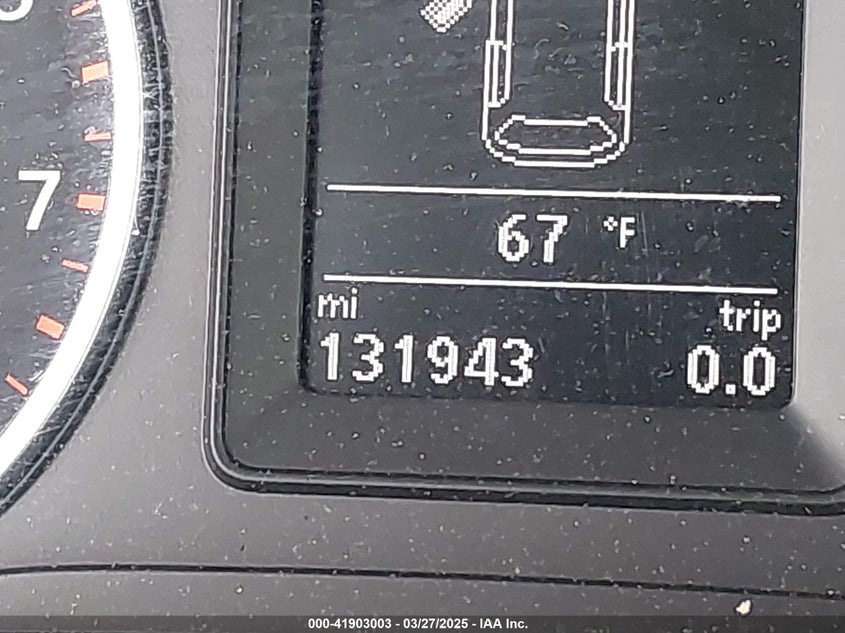 7
67 °F
mi trip
131943 0.0
000-41903003 - 03/27/2025 - IAA Inc.